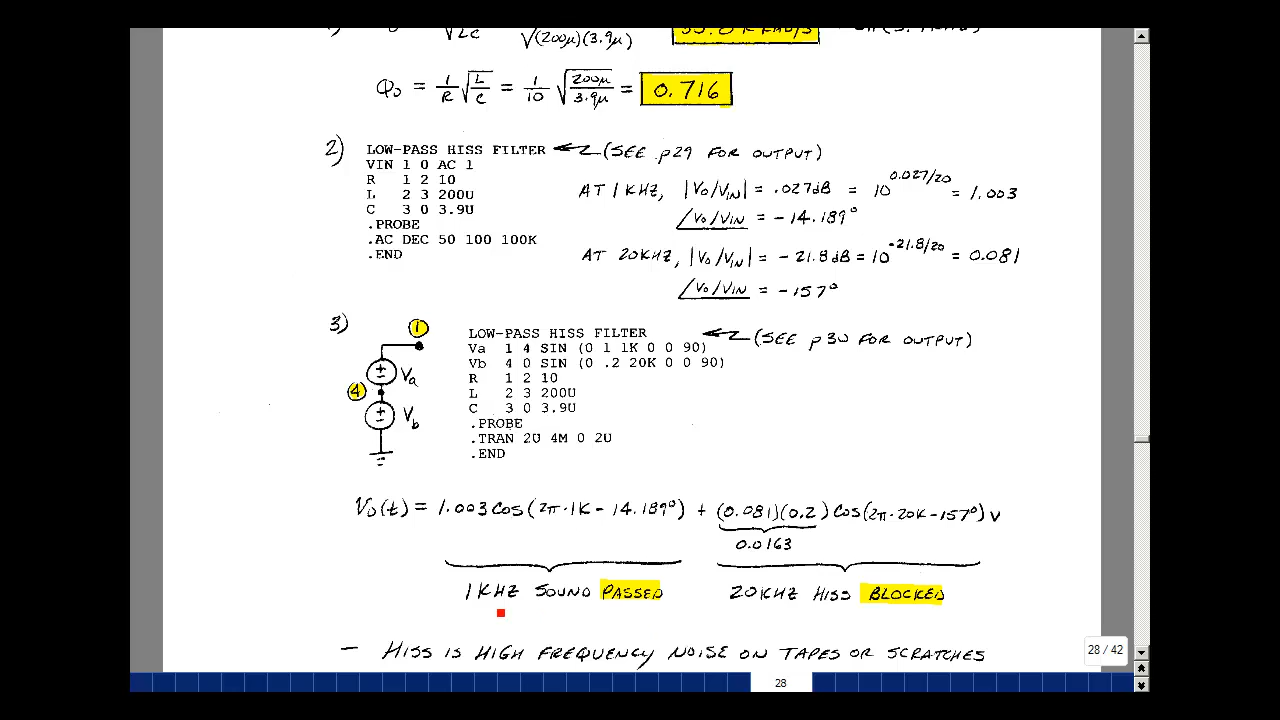 √LC √(200μ)(3.9μ)
Q₀ = 1/R √L/C = 1/10 √200μ/3.9μ = 0.716
2) LOW-PASS HISS FILTER (SEE p29 FOR OUTPUT)
VIN 1 0 AC 1
R 1 2 10
L 2 3 200U
C 3 0 3.9U
.PROBE
.AC DEC 50 100 100K
.END
AT 1KHZ, |Vo/VIN| = .027dB = 10^0.027/20 = 1.003
∠Vo/VIN = -14.189°
AT 20KHZ, |Vo/VIN| = -21.8dB = 10^-21.8/20 = 0.081
∠Vo/VIN = -157°
3) 1
4
Va
Vb
LOW-PASS HISS FILTER (SEE p30 FOR OUTPUT)
Va 1 4 SIN (0 1 1K 0 0 90)
Vb 4 0 SIN (0 .2 20K 0 0 90)
R 1 2 10
L 2 3 200U
C 3 0 3.9U
.PROBE
.TRAN 2U 4M 0 2U
.END
Vo(t) = 1.003 COS(2π·1K - 14.189°) + (0.081)(0.2) COS(2π·20K-157°) V
0.0163
1KHZ SOUND PASSED 20KHZ HISS BLOCKED
- HISS IS HIGH FREQUENCY NOISE ON TAPES OR SCRATCHES
28 / 42
28